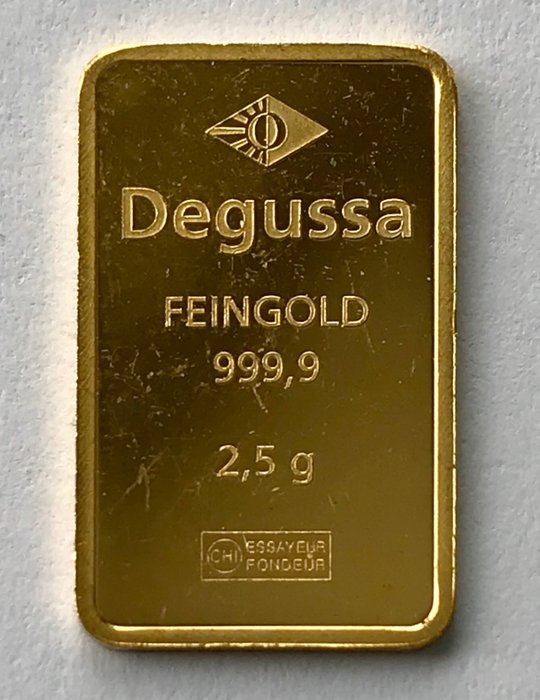 Degussa
FEINGOLD
999,9
2,5 g
CHI ESSAYEUR
FONDEUR